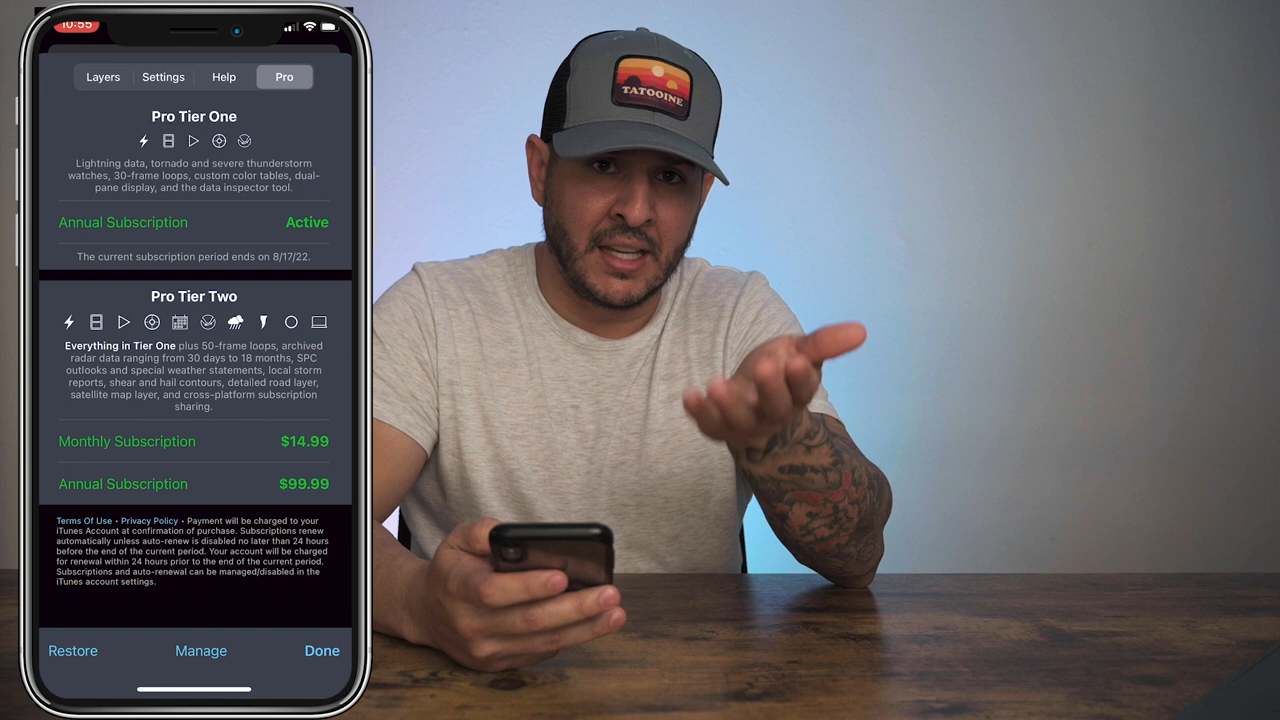 10:55
Layers
Settings
Help
Pro
Pro Tier One
Lightning data, tornado and severe thunderstorm
watches, 30-frame loops, custom color tables, dual-
pane display, and the data inspector tool.
Annual Subscription
Active
The current subscription period ends on 8/17/22.
Pro Tier Two
Everything in Tier One plus 50-frame loops, archived
radar data ranging from 30 days to 18 months, SPC
outlooks and special weather statements, local storm
reports, shear and hail contours, detailed road layer,
satellite map layer, and cross-platform subscription
sharing.
Monthly Subscription
$14.99
Annual Subscription
$99.99
Terms Of Use • Privacy Policy • Payment will be charged to your
iTunes Account at confirmation of purchase. Subscriptions renew
automatically unless auto-renew is disabled no later than 24 hours
before the end of the current period. Your account will be charged
for renewal within 24 hours prior to the end of the current period.
Subscriptions and auto-renewal can be managed/disabled in the
iTunes account settings.
Restore
Manage
Done
TATOOINE